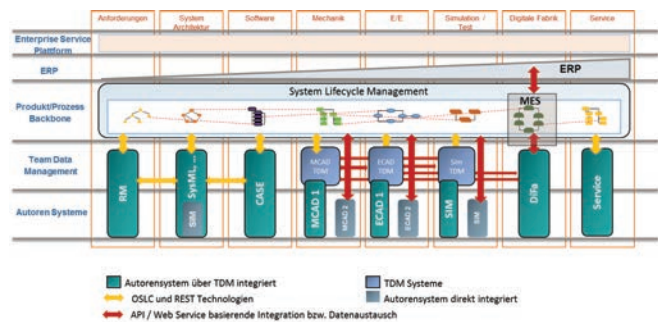 Anforderungen
System
Architektur
Software
Mechanik
E/E
Simulation /
Test
Digitale Fabrik
Service
Enterprise Service
Plattform
ERP
ERP
System Lifecycle Management
Produkt/Prozess
Backbone
MES
Team Data
Management
MCAD
TDM
ECAD
TDM
Sim
TDM
Autoren Systeme
RM
SysML, ...
SIM
CASE
MCAD 1
MCAD 2
ECAD 1
ECAD 2
SIM
SIM
DiFa
Service
Autorensystem über TDM integriert
TDM Systeme
OSLC und REST Technologien
Autorensystem direkt integriert
API / Web Service basierende Integration bzw. Datenaustausch